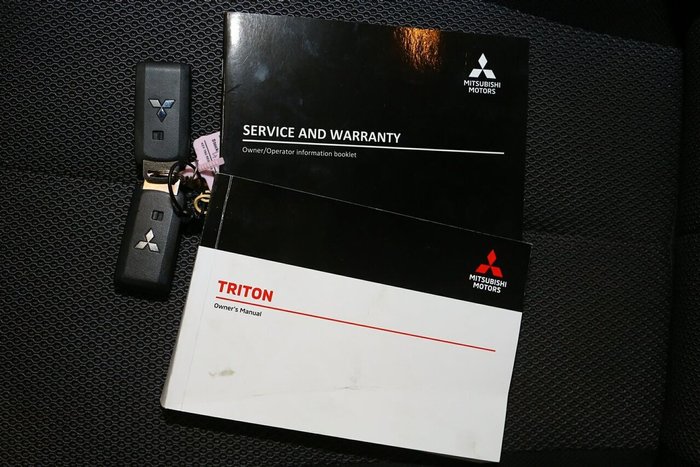 MITSUBISHI
MOTORS
SERVICE AND WARRANTY
Owner/Operator information booklet
MITSUBISHI
MOTORS
TRITON
Owner's Manual